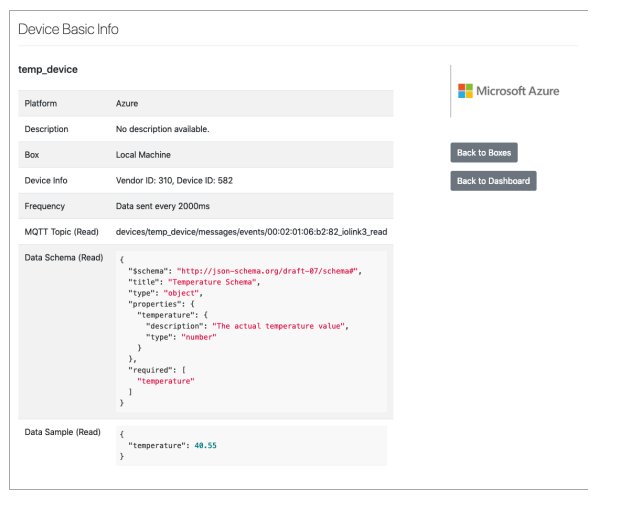 Device Basic Info
temp_device
Microsoft Azure
Platform Azure
Description No description available.
Box Local Machine
Back to Boxes
Device Info Vendor ID: 310, Device ID: 582
Back to Dashboard
Frequency Data sent every 2000ms
MQTT Topic (Read) devices/temp_device/messages/events/00:02:01:06:b2:82_iolink3_read
Data Schema (Read) {
"$schema": "http://json-schema.org/draft-07/schema#",
"title": "Temperature Schema",
"type": "object",
"properties": {
"temperature": {
"description": "The actual temperature value",
"type": "number"
}
},
"required": [
"temperature"
]
}
Data Sample (Read) {
"temperature": 40.55
}